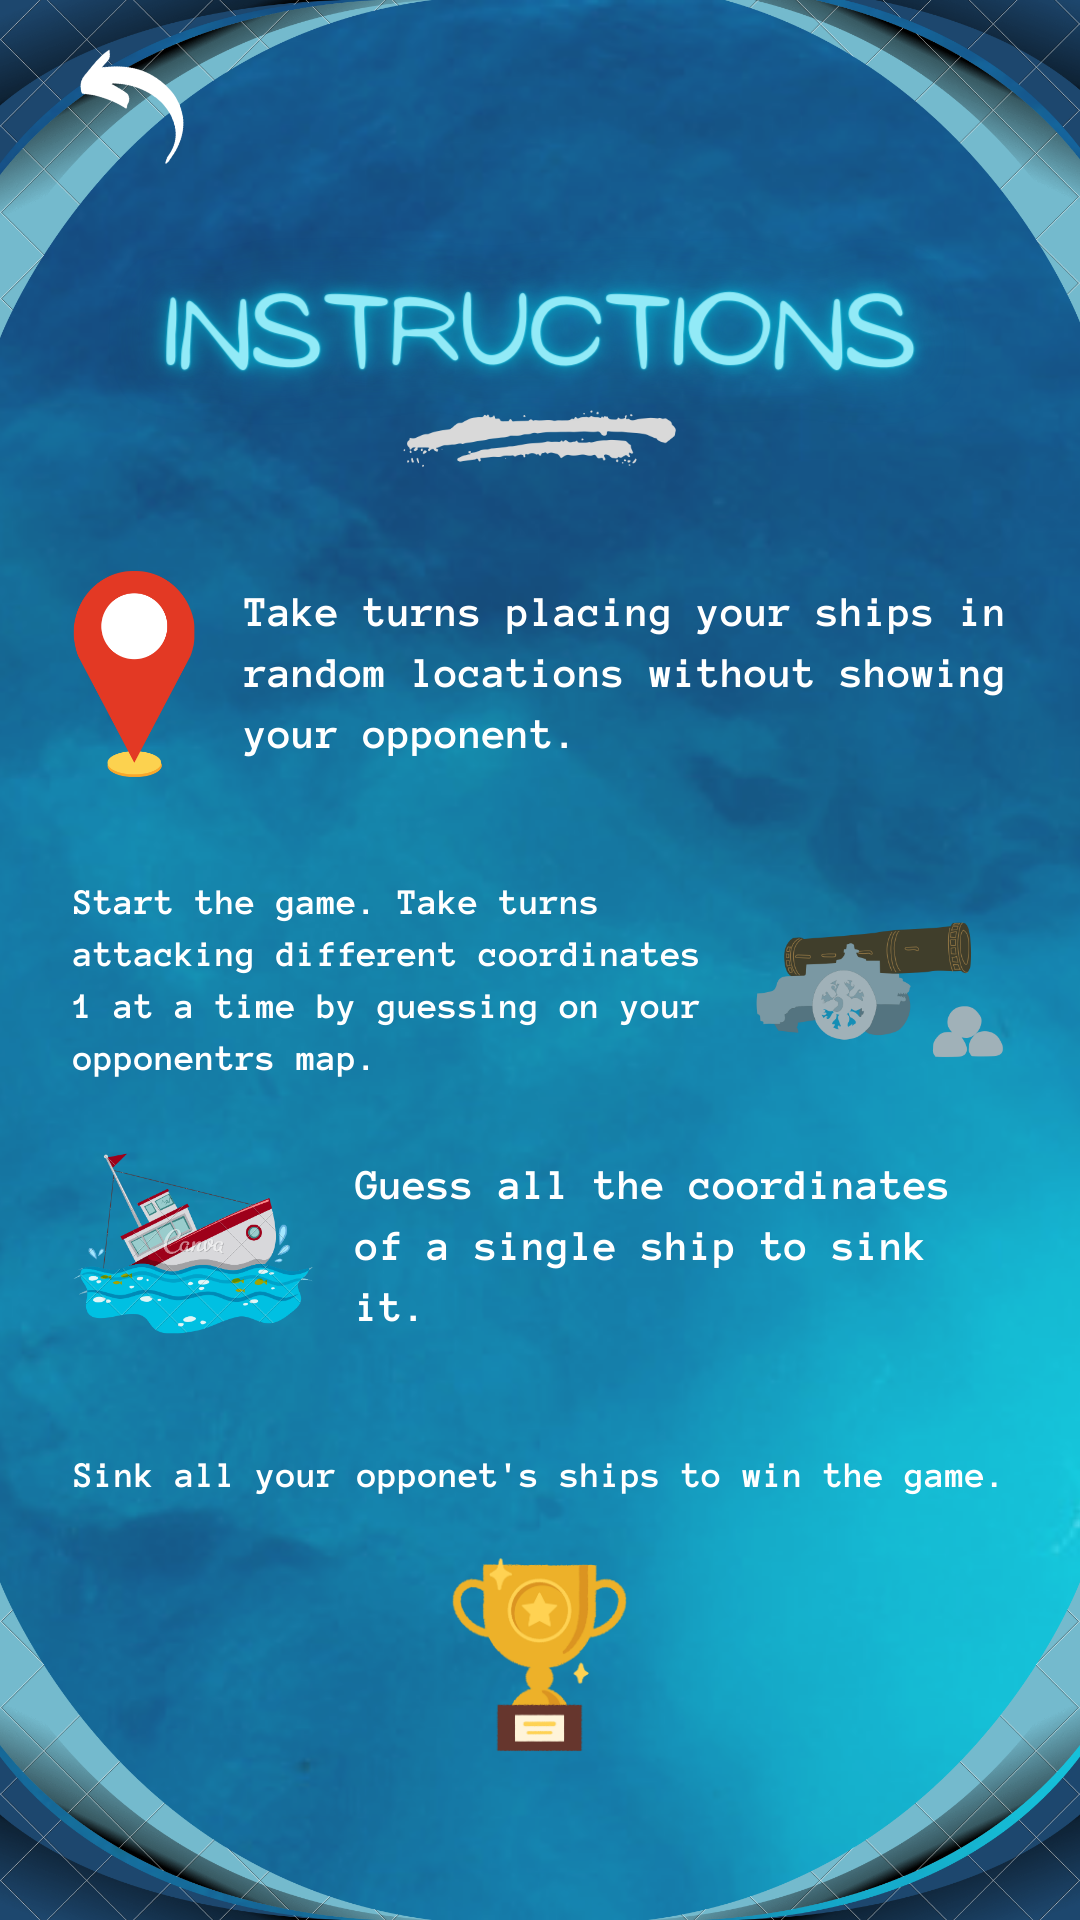 INSTRUCTIONS
Take turns placing your ships in
random locations without showing
your opponent.
Start the game. Take turns
attacking different coordinates
1 at a time by guessing on your
opponentrs map.
Guess all the coordinates
of a single ship to sink
it.
Canva
Sink all your opponet's ships to win the game.